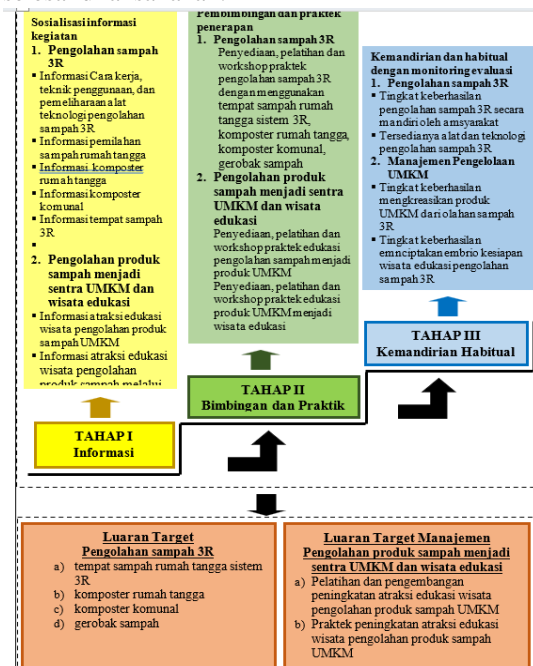 Sosialisasi informasi
kegiatan
1. Pengolahan sampah
3R
▪ Informasi Cara kerja,
teknik penggunaan, dan
pemeliharaan alat
teknologi pengolahan
sampah 3R
▪ Informasi pemilahan
sampah rumah tangga
▪ Informasi komposter
rumah tangga
▪ Informasi komposter
komunal
▪ Informasi tempat sampah
3R
▪
2. Pengolahan produk
sampah menjadi
sentra UMKM dan
wisata edukasi
▪ Informasi atraksi edukasi
wisata pengolahan produk
sampah UMKM
▪ Informasi atraksi edukasi
wisata pengolahan
produk sampah melalui
TAHAP I
Informasi
Pembimbingan dan praktek
penerapan
1. Pengolahan sampah 3R
Penyediaan, pelatihan dan
workshop praktek
pengolahan sampah 3R
dengan menggunakan
tempat sampah rumah
tangga sistem 3R,
komposter rumah tangga,
komposter komunal,
gerobak sampah
2. Pengolahan produk
sampah menjadi sentra
UMKM dan wisata
edukasi
Penyediaan, pelatihan dan
workshop praktek edukasi
pengolahan sampah menjadi
produk UMKM
Penyediaan, pelatihan dan
workshop praktek edukasi
produk UMKM menjadi
wisata edukasi
TAHAP II
Bimbingan dan Praktik
Kemandirian dan habitual
dengan monitoring evaluasi
1. Pengolahan sampah 3R
▪ Tingkat keberhasilan
pengolahan sampah 3R secara
mandiri oleh amsyarakat
▪ Tersedianya alat dan teknologi
pengolahan sampah 3R
2. Manajemen Pengelolaan
UMKM
▪ Tingkat keberhasilan
mengkreasikan produk
UMKM dari olahan sampah
3R
▪ Tingkat keberhasilan
emnciptakan embrio kesiapan
wisata edukasi pengolahan
sampah 3R
TAHAP III
Kemandirian Habitual
Luaran Target
Pengolahan sampah 3R
a) tempat sampah rumah tangga sistem
3R
b) komposter rumah tangga
c) komposter komunal
d) gerobak sampah
Luaran Target Manajemen
Pengolahan produk sampah menjadi
sentra UMKM dan wisata edukasi
a) Pelatihan dan pengembangan
peningkatan atraksi edukasi wisata
pengolahan produk sampah UMKM
b) Praktek peningkatan atraksi edukasi
wisata pengolahan produk sampah
UMKM